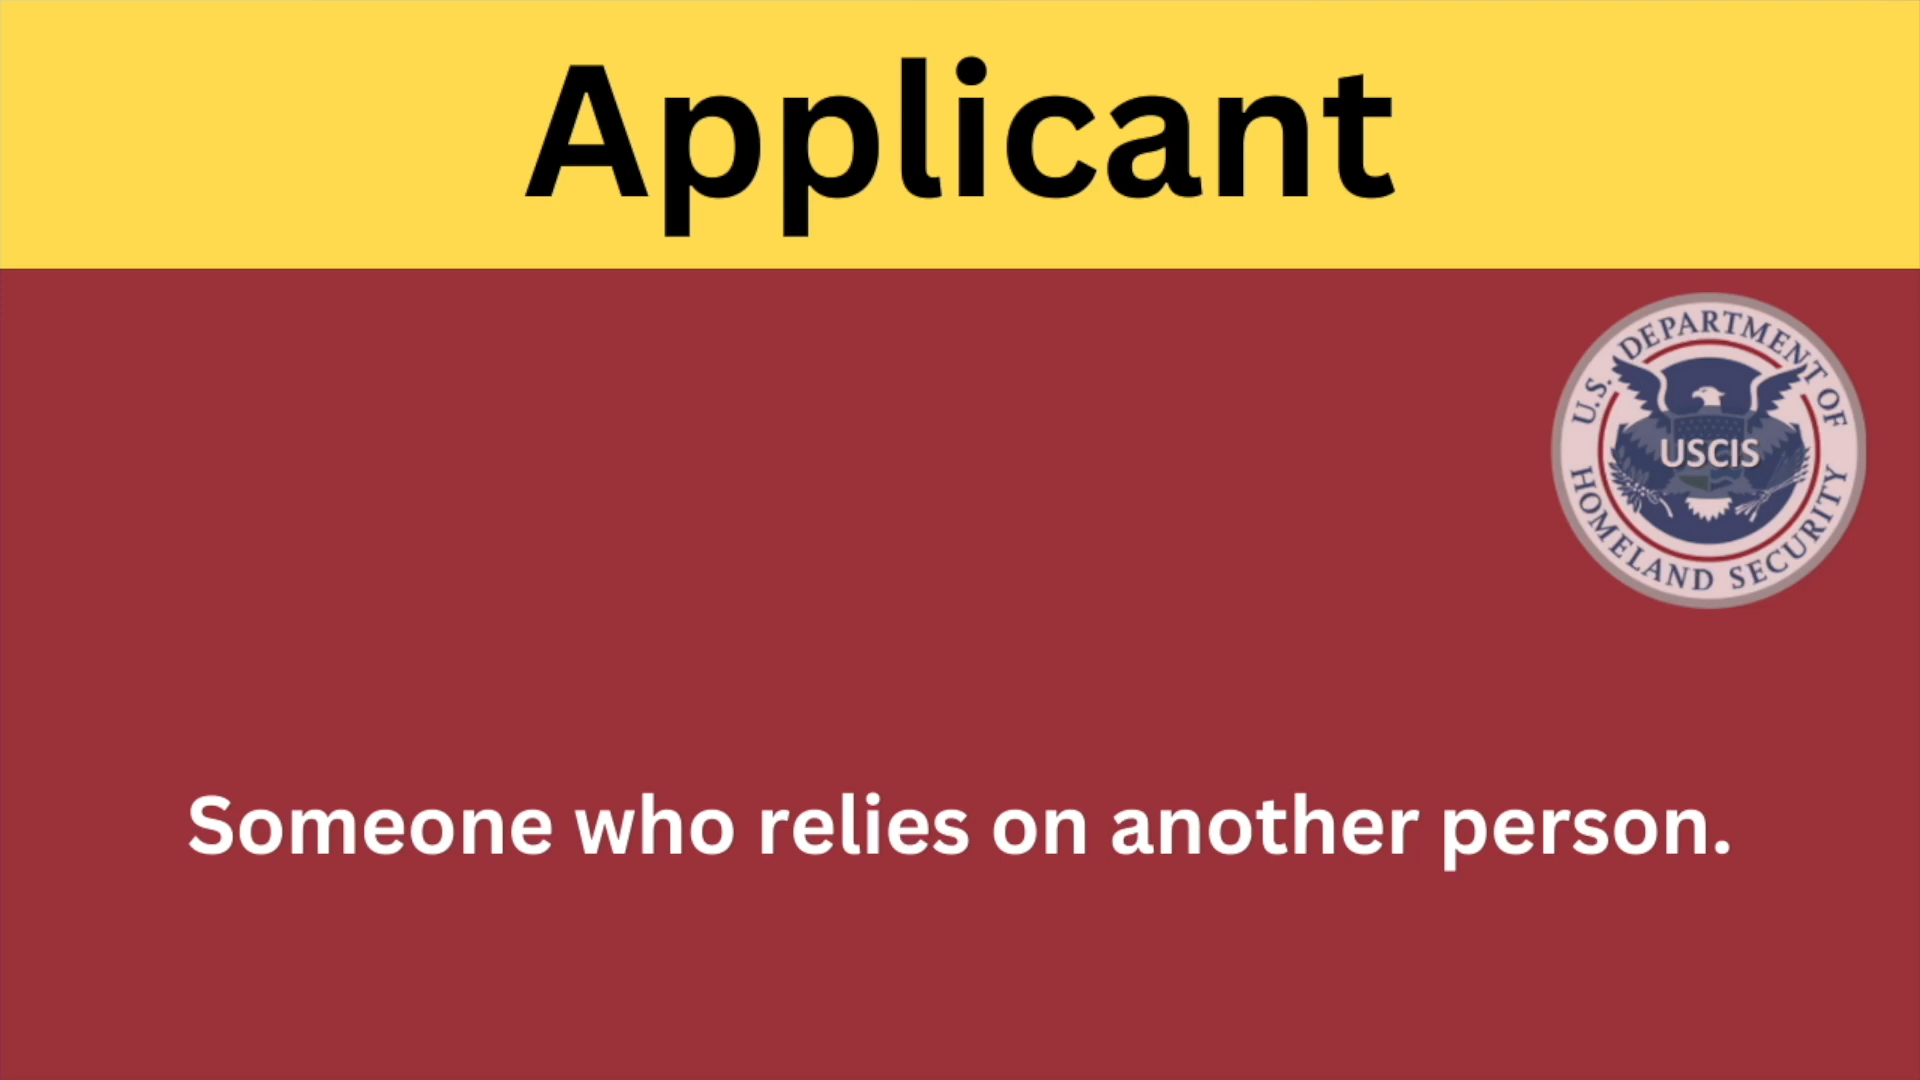 Applicant
U.S. DEPARTMENT OF
USCIS
HOMELAND SECURITY
Someone who relies on another person.